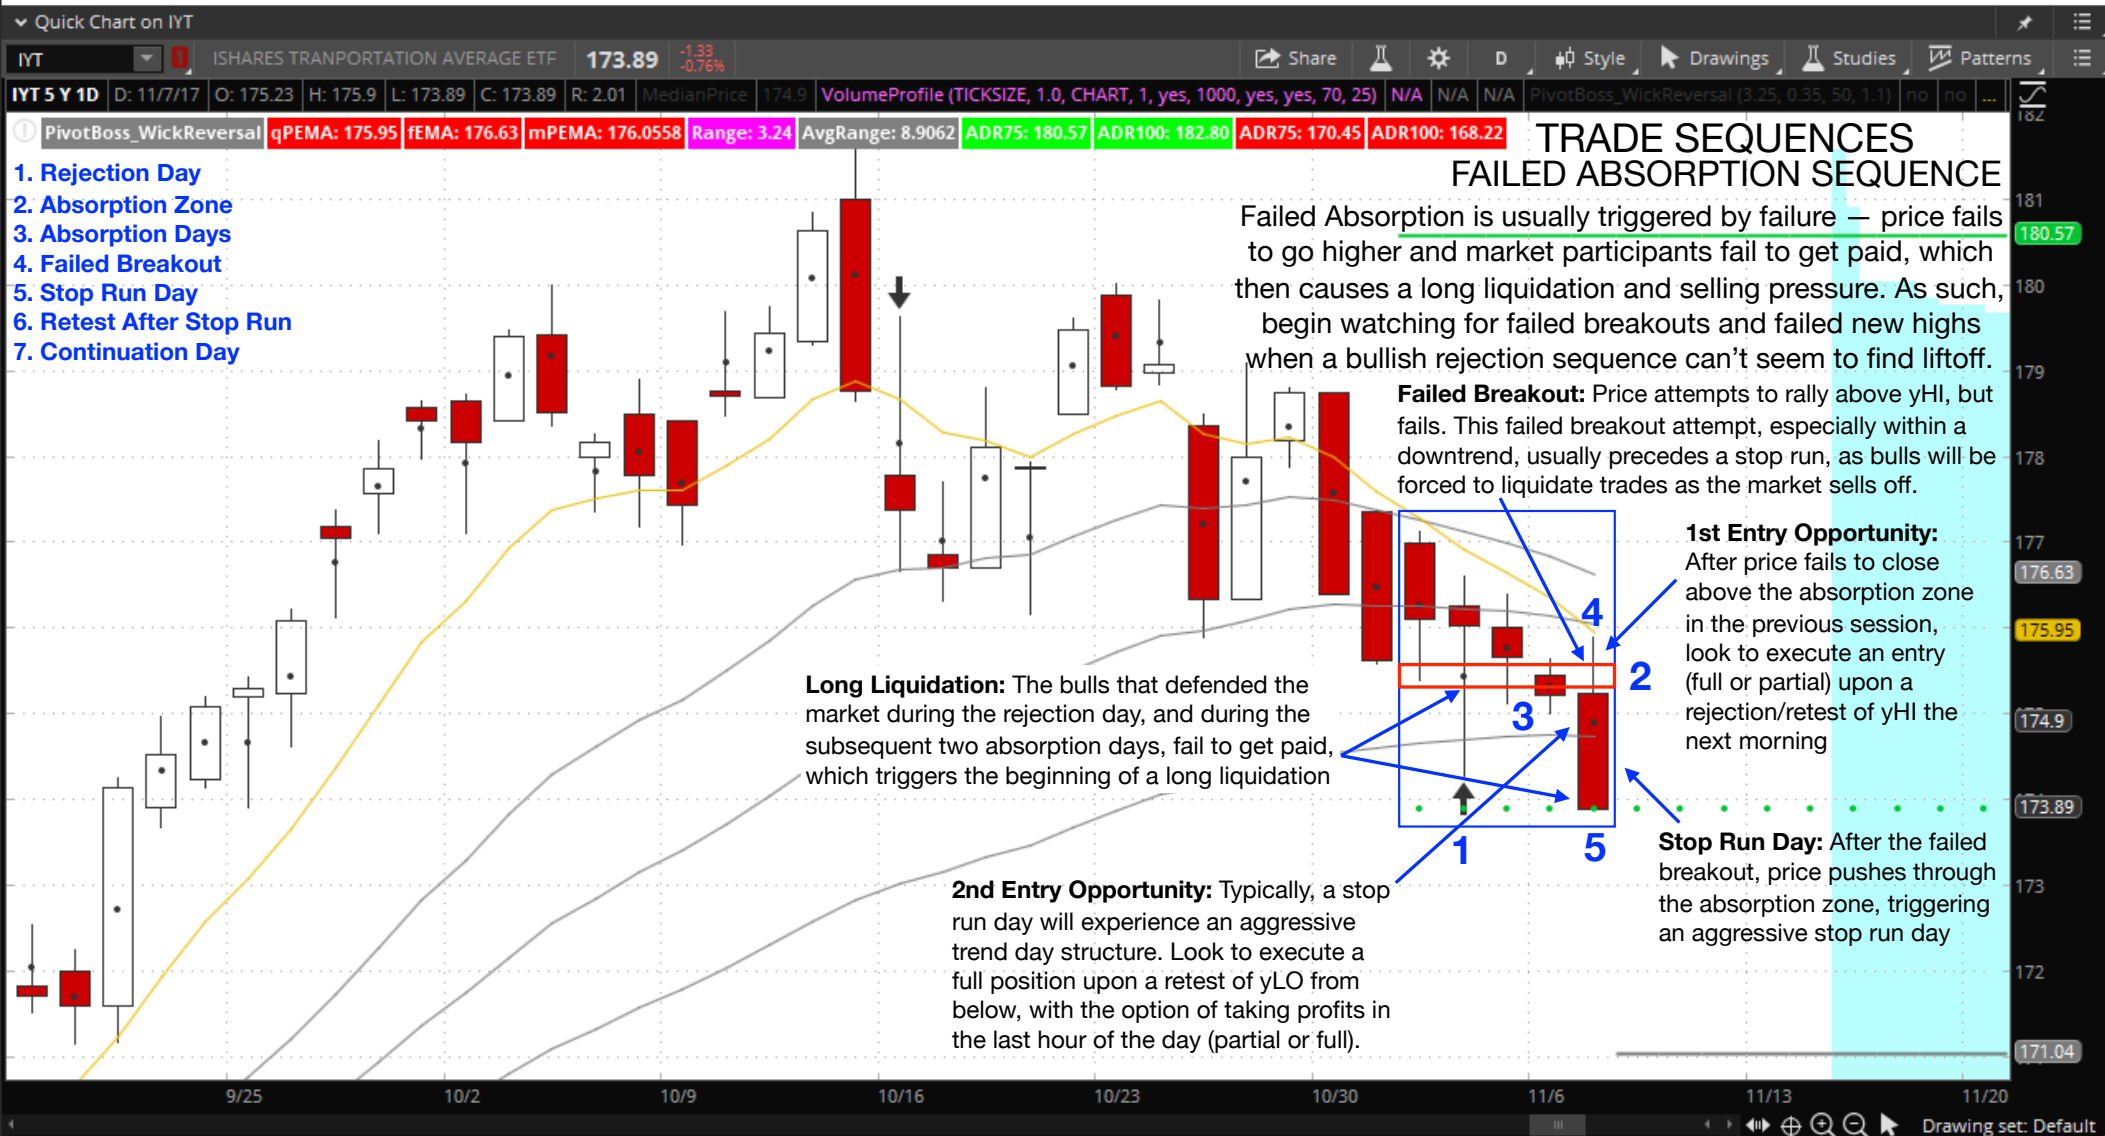 Quick Chart on IYT
IYT
1
ISHARES TRANPORTATION AVERAGE ETF
173.89
-1.33
-0.76%
Share
D
Style
Drawings
Studies
Patterns
IYT 5 Y 1D
D: 11/7/17
O: 175.23
H: 175.9
L: 173.89
C: 173.89
R: 2.01
MedianPrice
174.9
VolumeProfile (TICKSIZE, 1.0, CHART, 1, yes, 1000, yes, yes, 70, 25)
N/A
N/A
N/A
PivotBoss_WickReversal (3.25, 0.35, 50, 1.1)
no
no
...
PivotBoss_WickReversal
qPEMA: 175.95
fEMA: 176.63
mPEMA: 176.0558
Range: 3.24
AvgRange: 8.9062
ADR75: 180.57
ADR100: 182.80
ADR75: 170.45
ADR100: 168.22
TRADE SEQUENCES
FAILED ABSORPTION SEQUENCE
1. Rejection Day
2. Absorption Zone
3. Absorption Days
4. Failed Breakout
5. Stop Run Day
6. Retest After Stop Run
7. Continuation Day
Failed Absorption is usually triggered by failure — price fails
to go higher and market participants fail to get paid, which
then causes a long liquidation and selling pressure. As such,
begin watching for failed breakouts and failed new highs
when a bullish rejection sequence can't seem to find liftoff.
Failed Breakout: Price attempts to rally above yHI, but
fails. This failed breakout attempt, especially within a
downtrend, usually precedes a stop run, as bulls will be
forced to liquidate trades as the market sells off.
1st Entry Opportunity:
After price fails to close
above the absorption zone
in the previous session,
look to execute an entry
(full or partial) upon a
rejection/retest of yHI the
next morning
Long Liquidation: The bulls that defended the
market during the rejection day, and during the
subsequent two absorption days, fail to get paid,
which triggers the beginning of a long liquidation
4
2
3
1
5
Stop Run Day: After the failed
breakout, price pushes through
the absorption zone, triggering
an aggressive stop run day
2nd Entry Opportunity: Typically, a stop
run day will experience an aggressive
trend day structure. Look to execute a
full position upon a retest of yLO from
below, with the option of taking profits in
the last hour of the day (partial or full).
182
181
180.57
180
179
178
177
176.63
175.95
174.9
173.89
173
172
171.04
9/25
10/2
10/9
10/16
10/23
10/30
11/6
11/13
11/20
Drawing set: Default